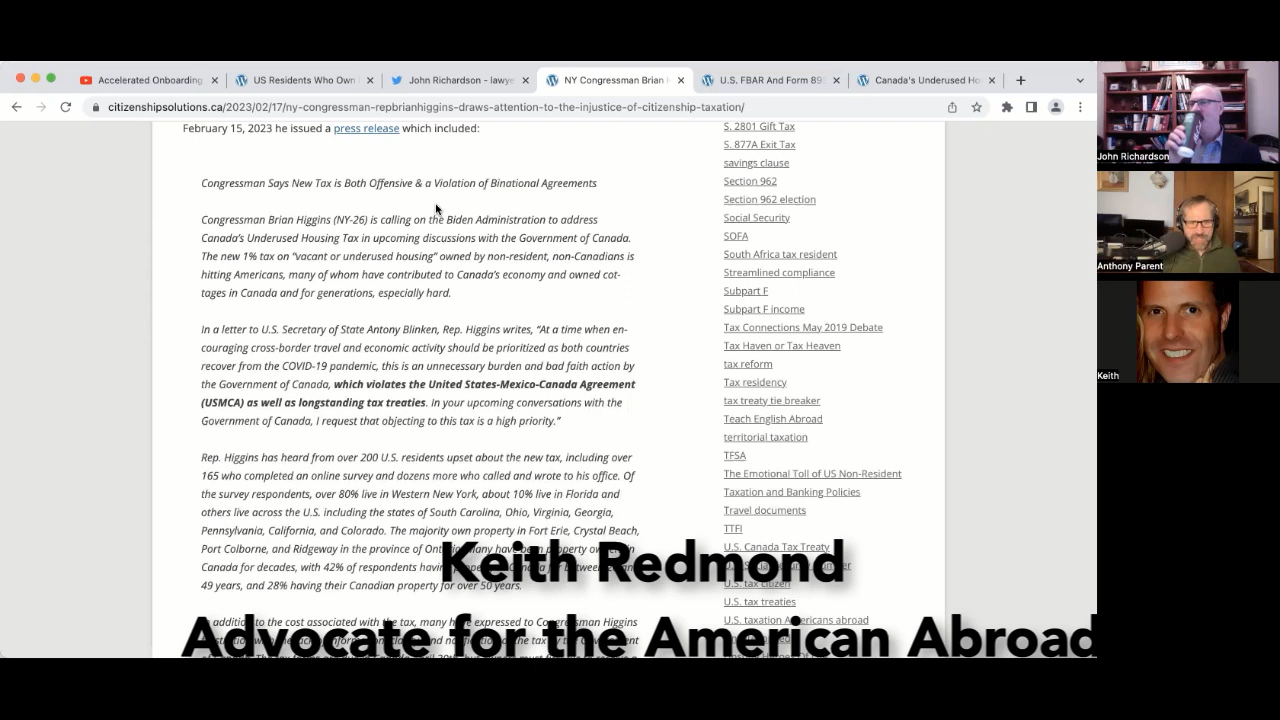 Accelerated Onboarding
US Residents Who Own
John Richardson - lawye
NY Congressman Brian
U.S. FBAR And Form 89
Canada's Underused Ho
citizenshipsolutions.ca/2023/02/17/ny-congressman-repbrianhiggins-draws-attention-to-the-injustice-of-citizenship-taxation/
February 15, 2023 he issued a press release which included:
Congressman Says New Tax is Both Offensive & a Violation of Binational Agreements
Congressman Brian Higgins (NY-26) is calling on the Biden Administration to address
Canada's Underused Housing Tax in upcoming discussions with the Government of Canada.
The new 1% tax on "vacant or underused housing" owned by non-resident, non-Canadians is
hitting Americans, many of whom have contributed to Canada's economy and owned cot-
tages in Canada and for generations, especially hard.
In a letter to U.S. Secretary of State Antony Blinken, Rep. Higgins writes, "At a time when en-
couraging cross-border travel and economic activity should be prioritized as both countries
recover from the COVID-19 pandemic, this is an unnecessary burden and bad faith action by
the Government of Canada, which violates the United States-Mexico-Canada Agreement
(USMCA) as well as longstanding tax treaties. In your upcoming conversations with the
Government of Canada, I request that objecting to this tax is a high priority."
Rep. Higgins has heard from over 200 U.S. residents upset about the new tax, including over
165 who completed an online survey and dozens more who called and wrote to his office. Of
the survey respondents, over 80% live in Western New York, about 10% live in Florida and
others live across the U.S. including the states of South Carolina, Ohio, Virginia, Georgia,
Pennsylvania, California, and Colorado. The majority own property in Fort Erie, Crystal Beach,
Port Colborne, and Ridgeway in the province of
Canada for decades, with 42% of respondents
49 years, and 28% having their Canadian property for over 50 years.
addition to the cost associated with the tax, many have expressed to Congressman Higgins
S. 2801 Gift Tax
S. 877A Exit Tax
savings clause
Section 962
Section 962 election
Social Security
SOFA
South Africa tax resident
Streamlined compliance
Subpart F
Subpart F income
Tax Connections May 2019 Debate
Tax Haven or Tax Heaven
tax reform
Tax residency
tax treaty tie breaker
Teach English Abroad
territorial taxation
TFSA
The Emotional Toll of US Non-Resident
Taxation and Banking Policies
Travel documents
TTFI
U.S. Canada Tax Treaty
U.S. tax citizen
U.S. tax treaties
U.S. taxation Americans abroad
Keith Redmond
Advocate for the American Abroad
John Richardson
Anthony Parent
Keith